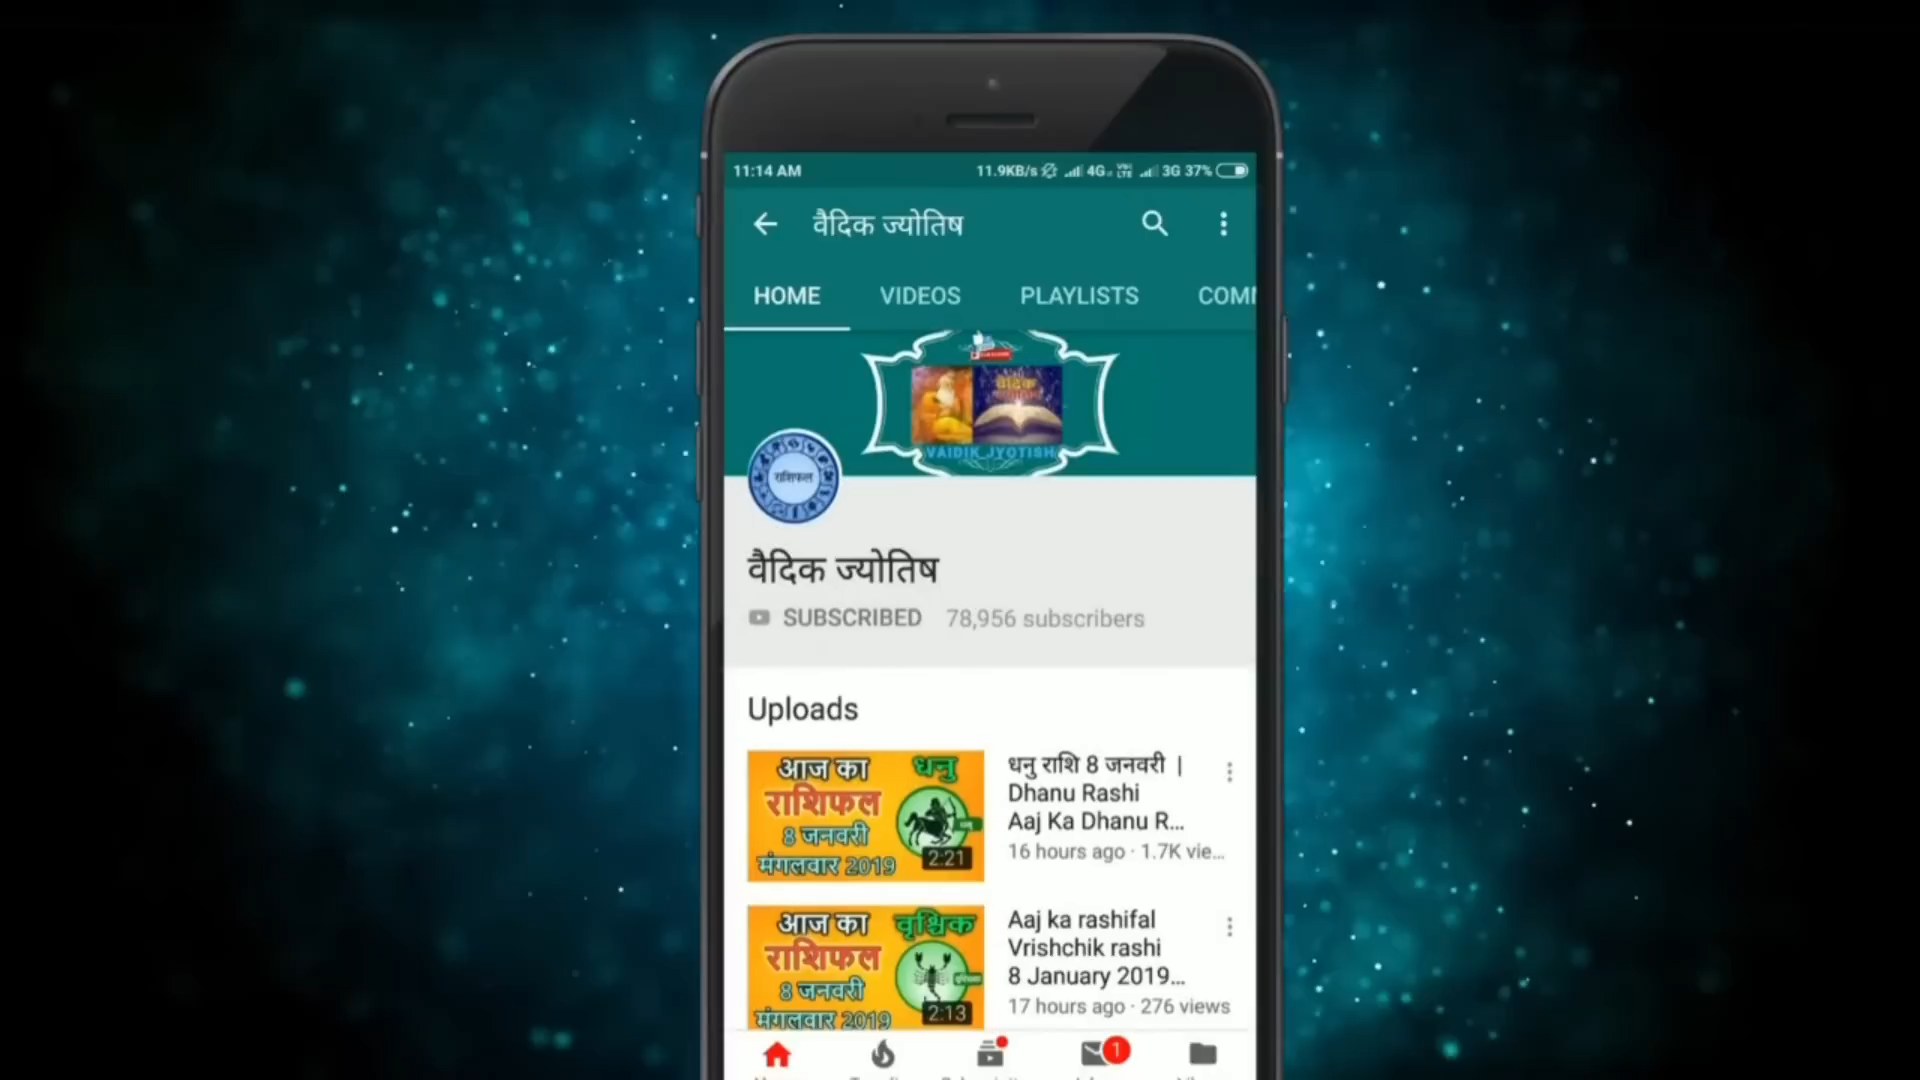 11:14 AM
11.9KB/s 4G 3G 37%
वैदिक ज्योतिष
HOME VIDEOS PLAYLISTS COMM
वैदिक
VAIDIK JYOTISH
राशिफल
वैदिक ज्योतिष
SUBSCRIBED 78,956 subscribers
Uploads
आज का धनु
राशिफल
8 जनवरी
मंगलवार 2019
2:21
धनु राशि 8 जनवरी |
Dhanu Rashi
Aaj Ka Dhanu R...
16 hours ago · 1.7K vie...
आज का वृश्चिक
राशिफल
8 जनवरी
मंगलवार 2019
2:13
Aaj ka rashifal
Vrishchik rashi
8 January 2019...
17 hours ago · 276 views
1